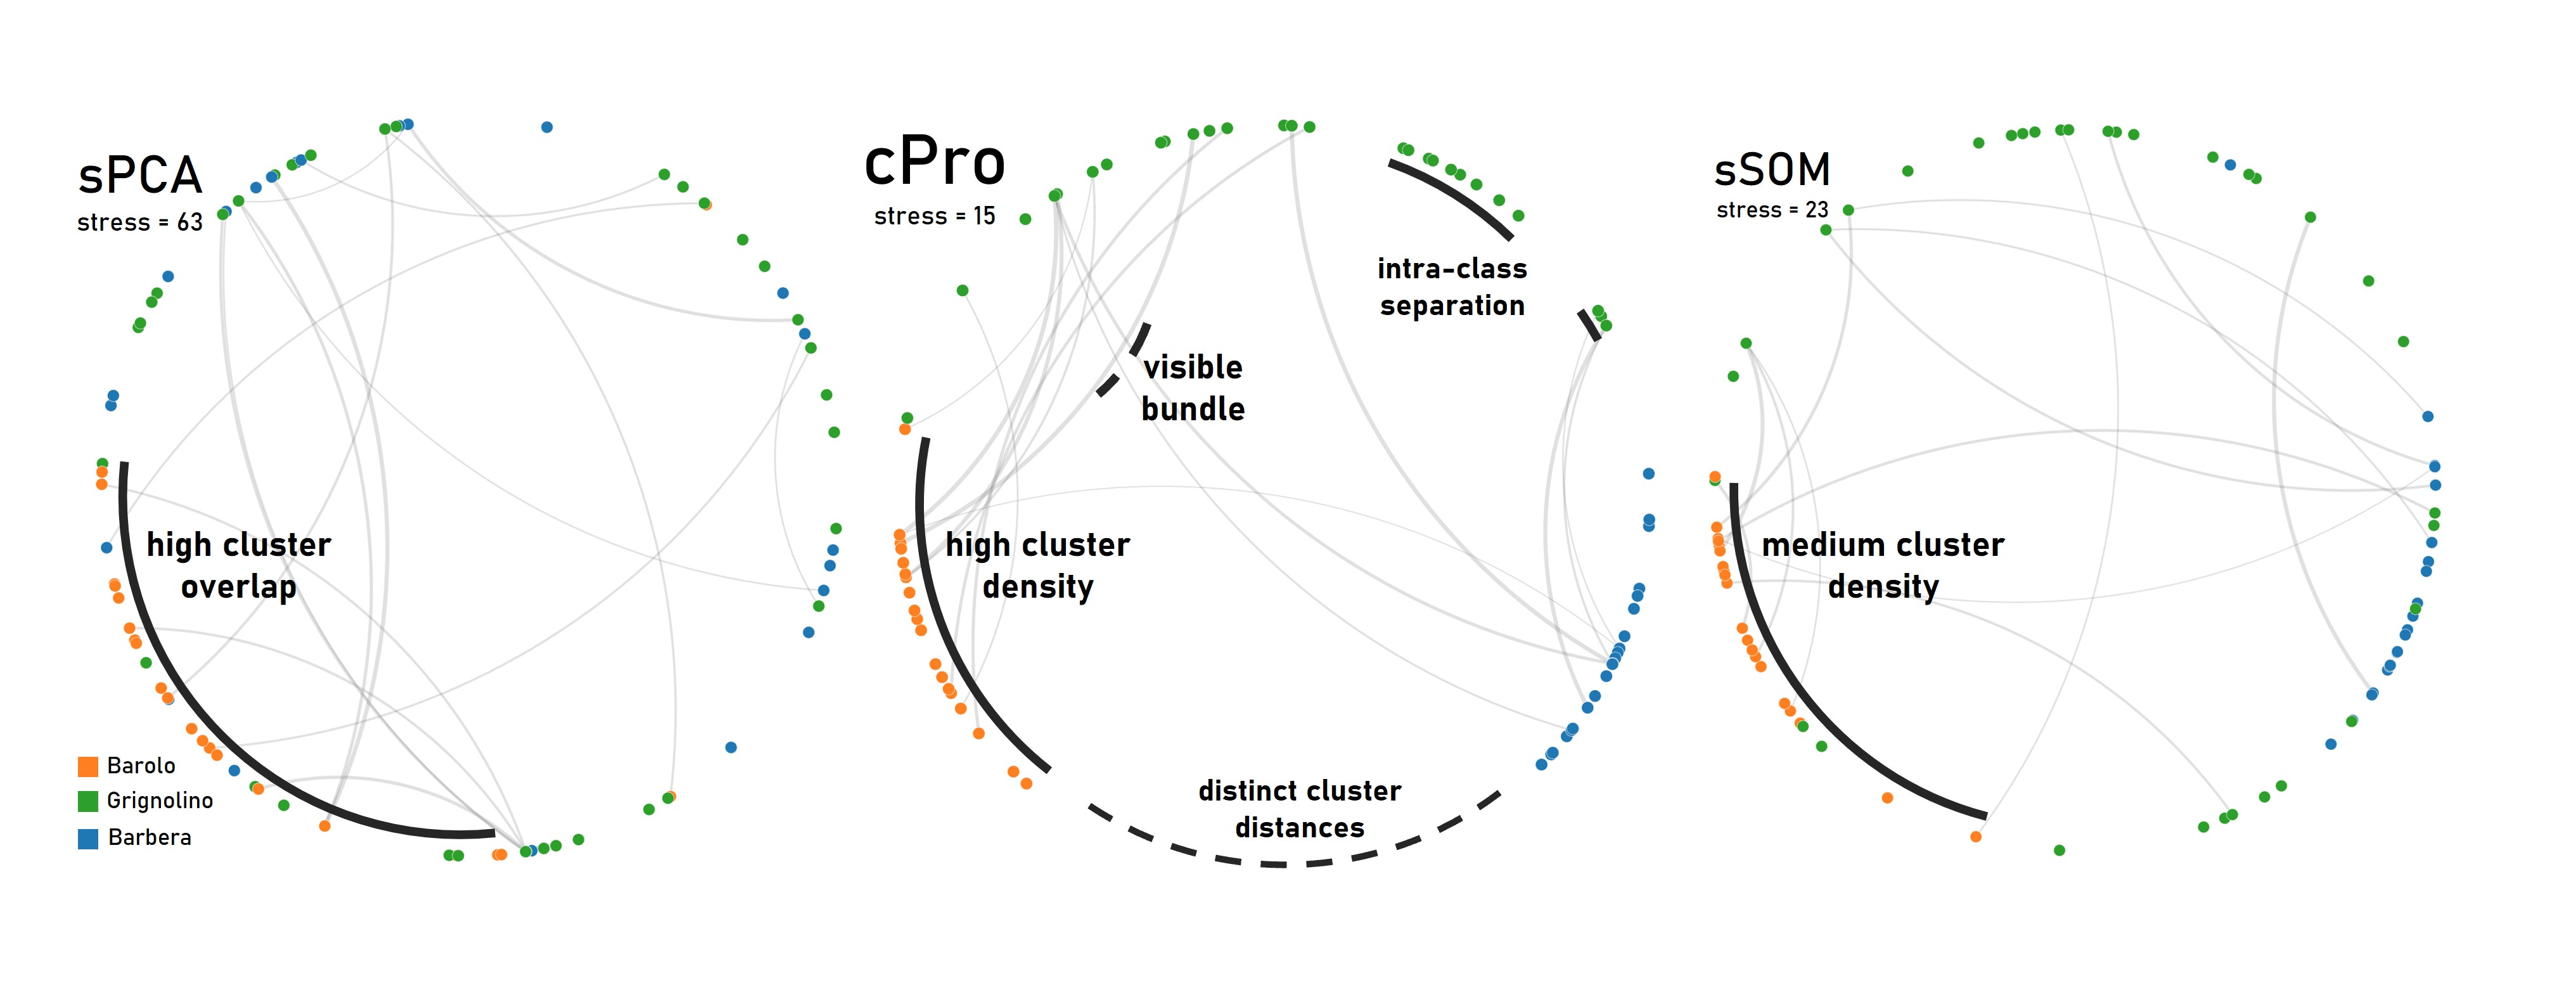 sPCA
stress = 63
high cluster
overlap
Barolo
Grignolino
Barbera
cPro
stress = 15
intra-class
separation
visible
bundle
high cluster
density
distinct cluster
distances
sSOM
stress = 23
medium cluster
density